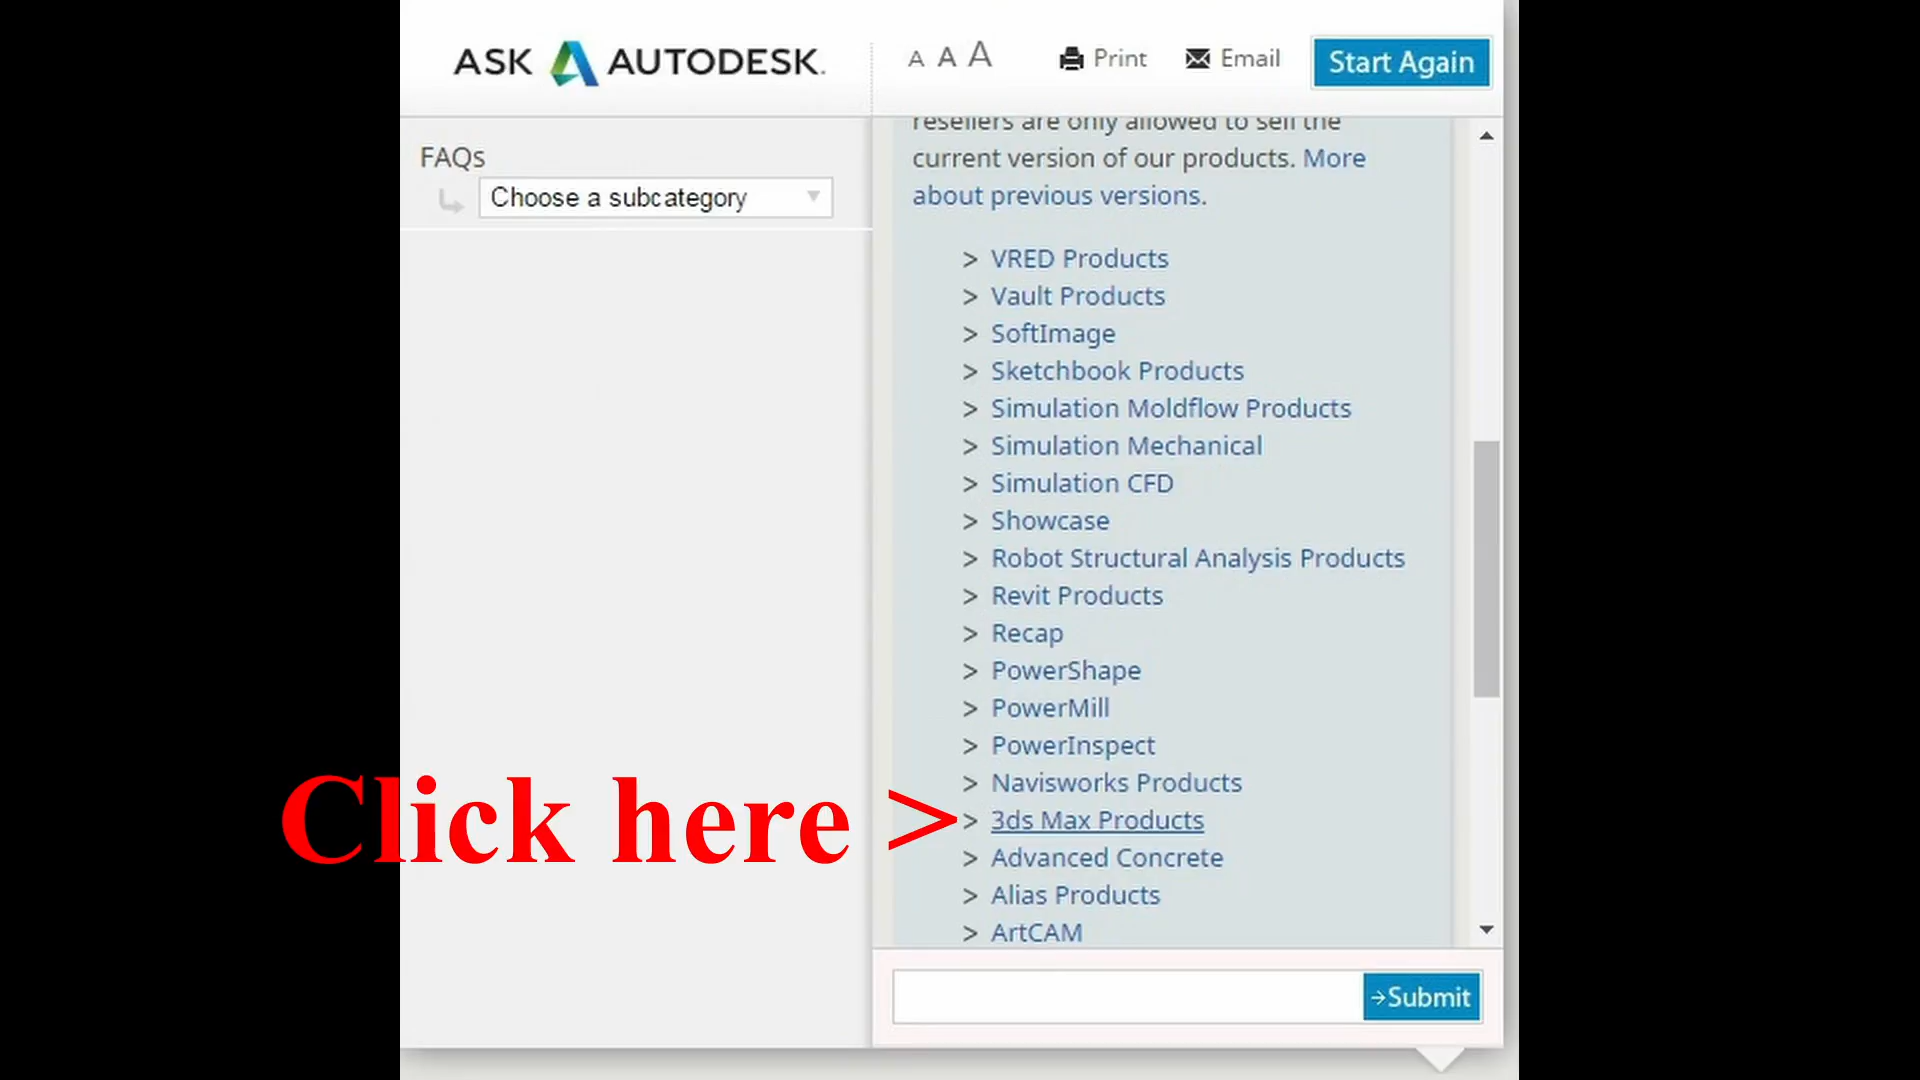 ASK AUTODESK.
A A A
Print
Email
Start Again
FAQs
Choose a subcategory
resellers are only allowed to sell the
current version of our products. More
about previous versions.
> VRED Products
> Vault Products
> SoftImage
> Sketchbook Products
> Simulation Moldflow Products
> Simulation Mechanical
> Simulation CFD
> Showcase
> Robot Structural Analysis Products
> Revit Products
> Recap
> PowerShape
> PowerMill
> PowerInspect
> Navisworks Products
Click here >
> 3ds Max Products
> Advanced Concrete
> Alias Products
> ArtCAM
Submit